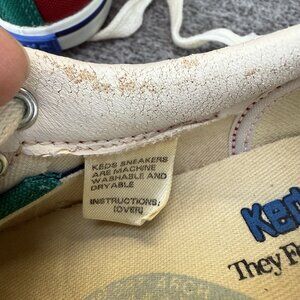 KEDS SNEAKERS
ARE MACHINE
WASHABLE AND
DRYABLE
INSTRUCTIONS:
(OVER)
KED
They F